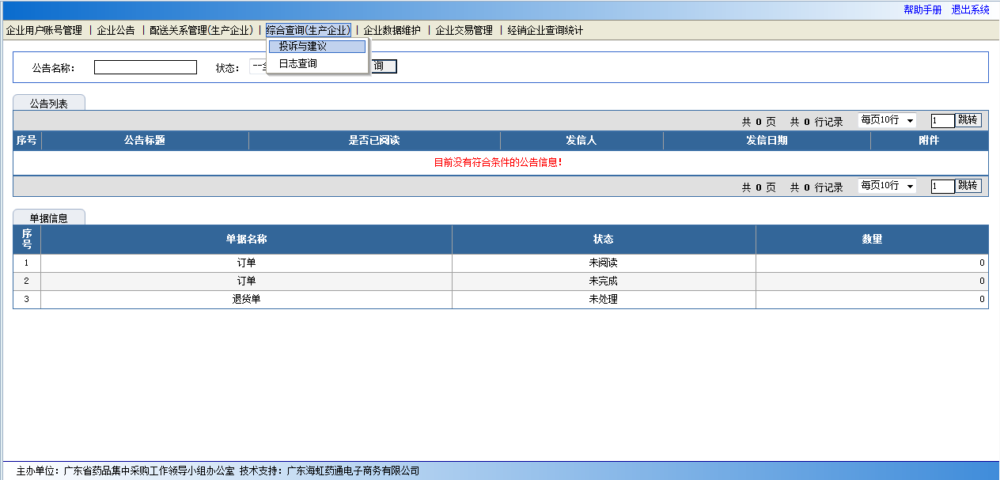 帮助手册 退出系统
企业用户账号管理 | 企业公告 | 配送关系管理(生产企业) | 综合查询(生产企业) | 企业数据维护 | 企业交易管理 | 经销企业查询统计
投诉与建议
日志查询
公告名称： 状态： -- 询
公告列表
共 0 页 共 0 行记录 每页10行 1 跳转
序号 公告标题 是否已阅读 发信人 发信日期 附件
目前没有符合条件的公告信息！
共 0 页 共 0 行记录 每页10行 1 跳转
单据信息
序号 单据名称 状态 数量
1 订单 未阅读 0
2 订单 未完成 0
3 退货单 未处理 0
主办单位：广东省药品集中采购工作领导小组办公室 技术支持：广东海虹药通电子商务有限公司